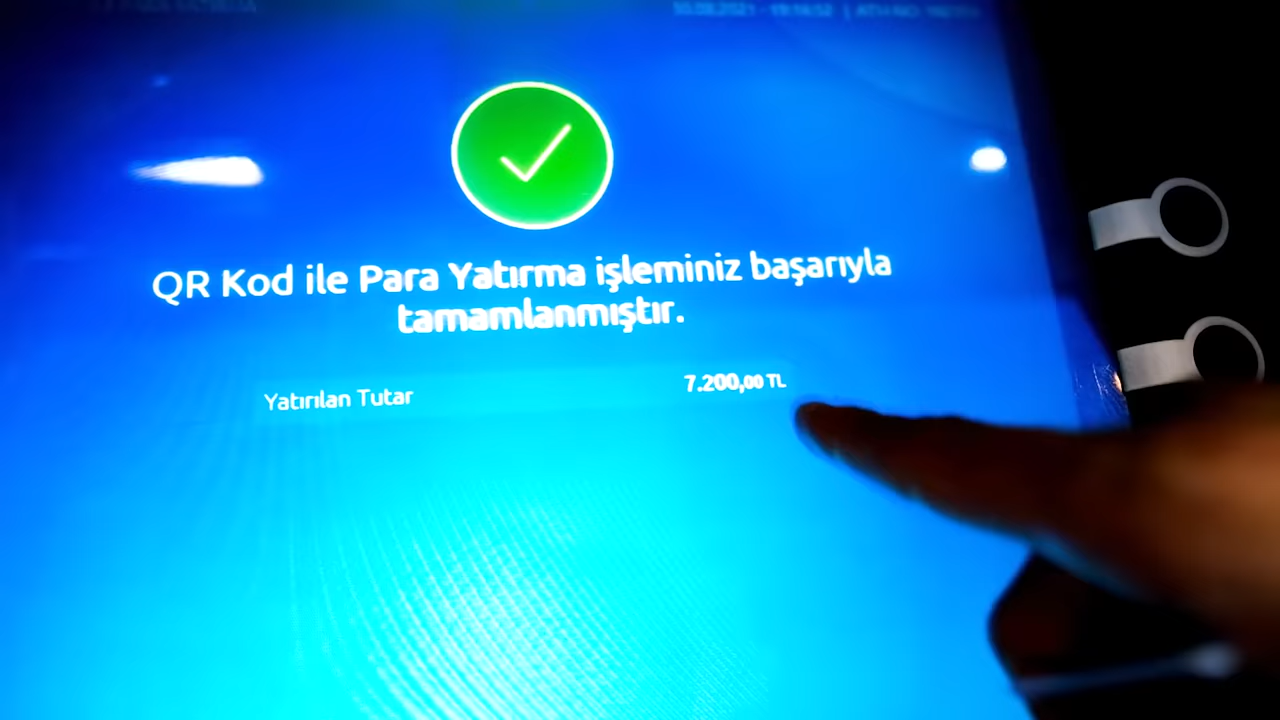 QR Kod ile Para Yatırma işleminiz başarıyla
tamamlanmıştır.
Yatırılan Tutar 7.200,00 TL